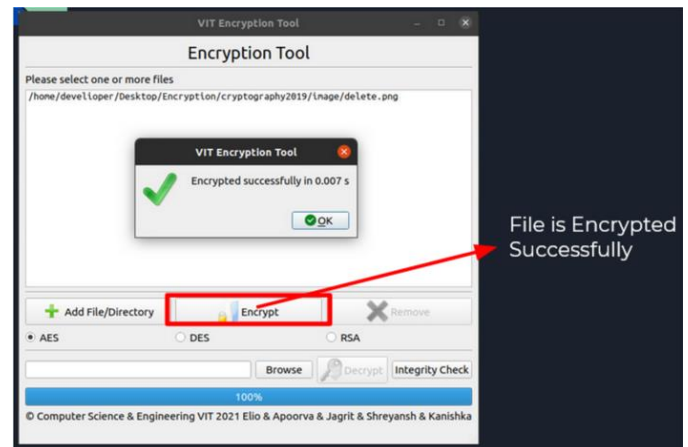 VIT Encryption Tool
Encryption Tool
Please select one or more files
/home/develioper/Desktop/Encryption/cryptography2019/image/delete.png
VIT Encryption Tool
Encrypted successfully in 0.007 s
OK
File is Encrypted
Successfully
Add File/Directory Encrypt Remove
AES DES RSA
Browse Decrypt Integrity Check
100%
© Computer Science & Engineering VIT 2021 Elio & Apoorva & Jagrit & Shreyansh & Kanishka